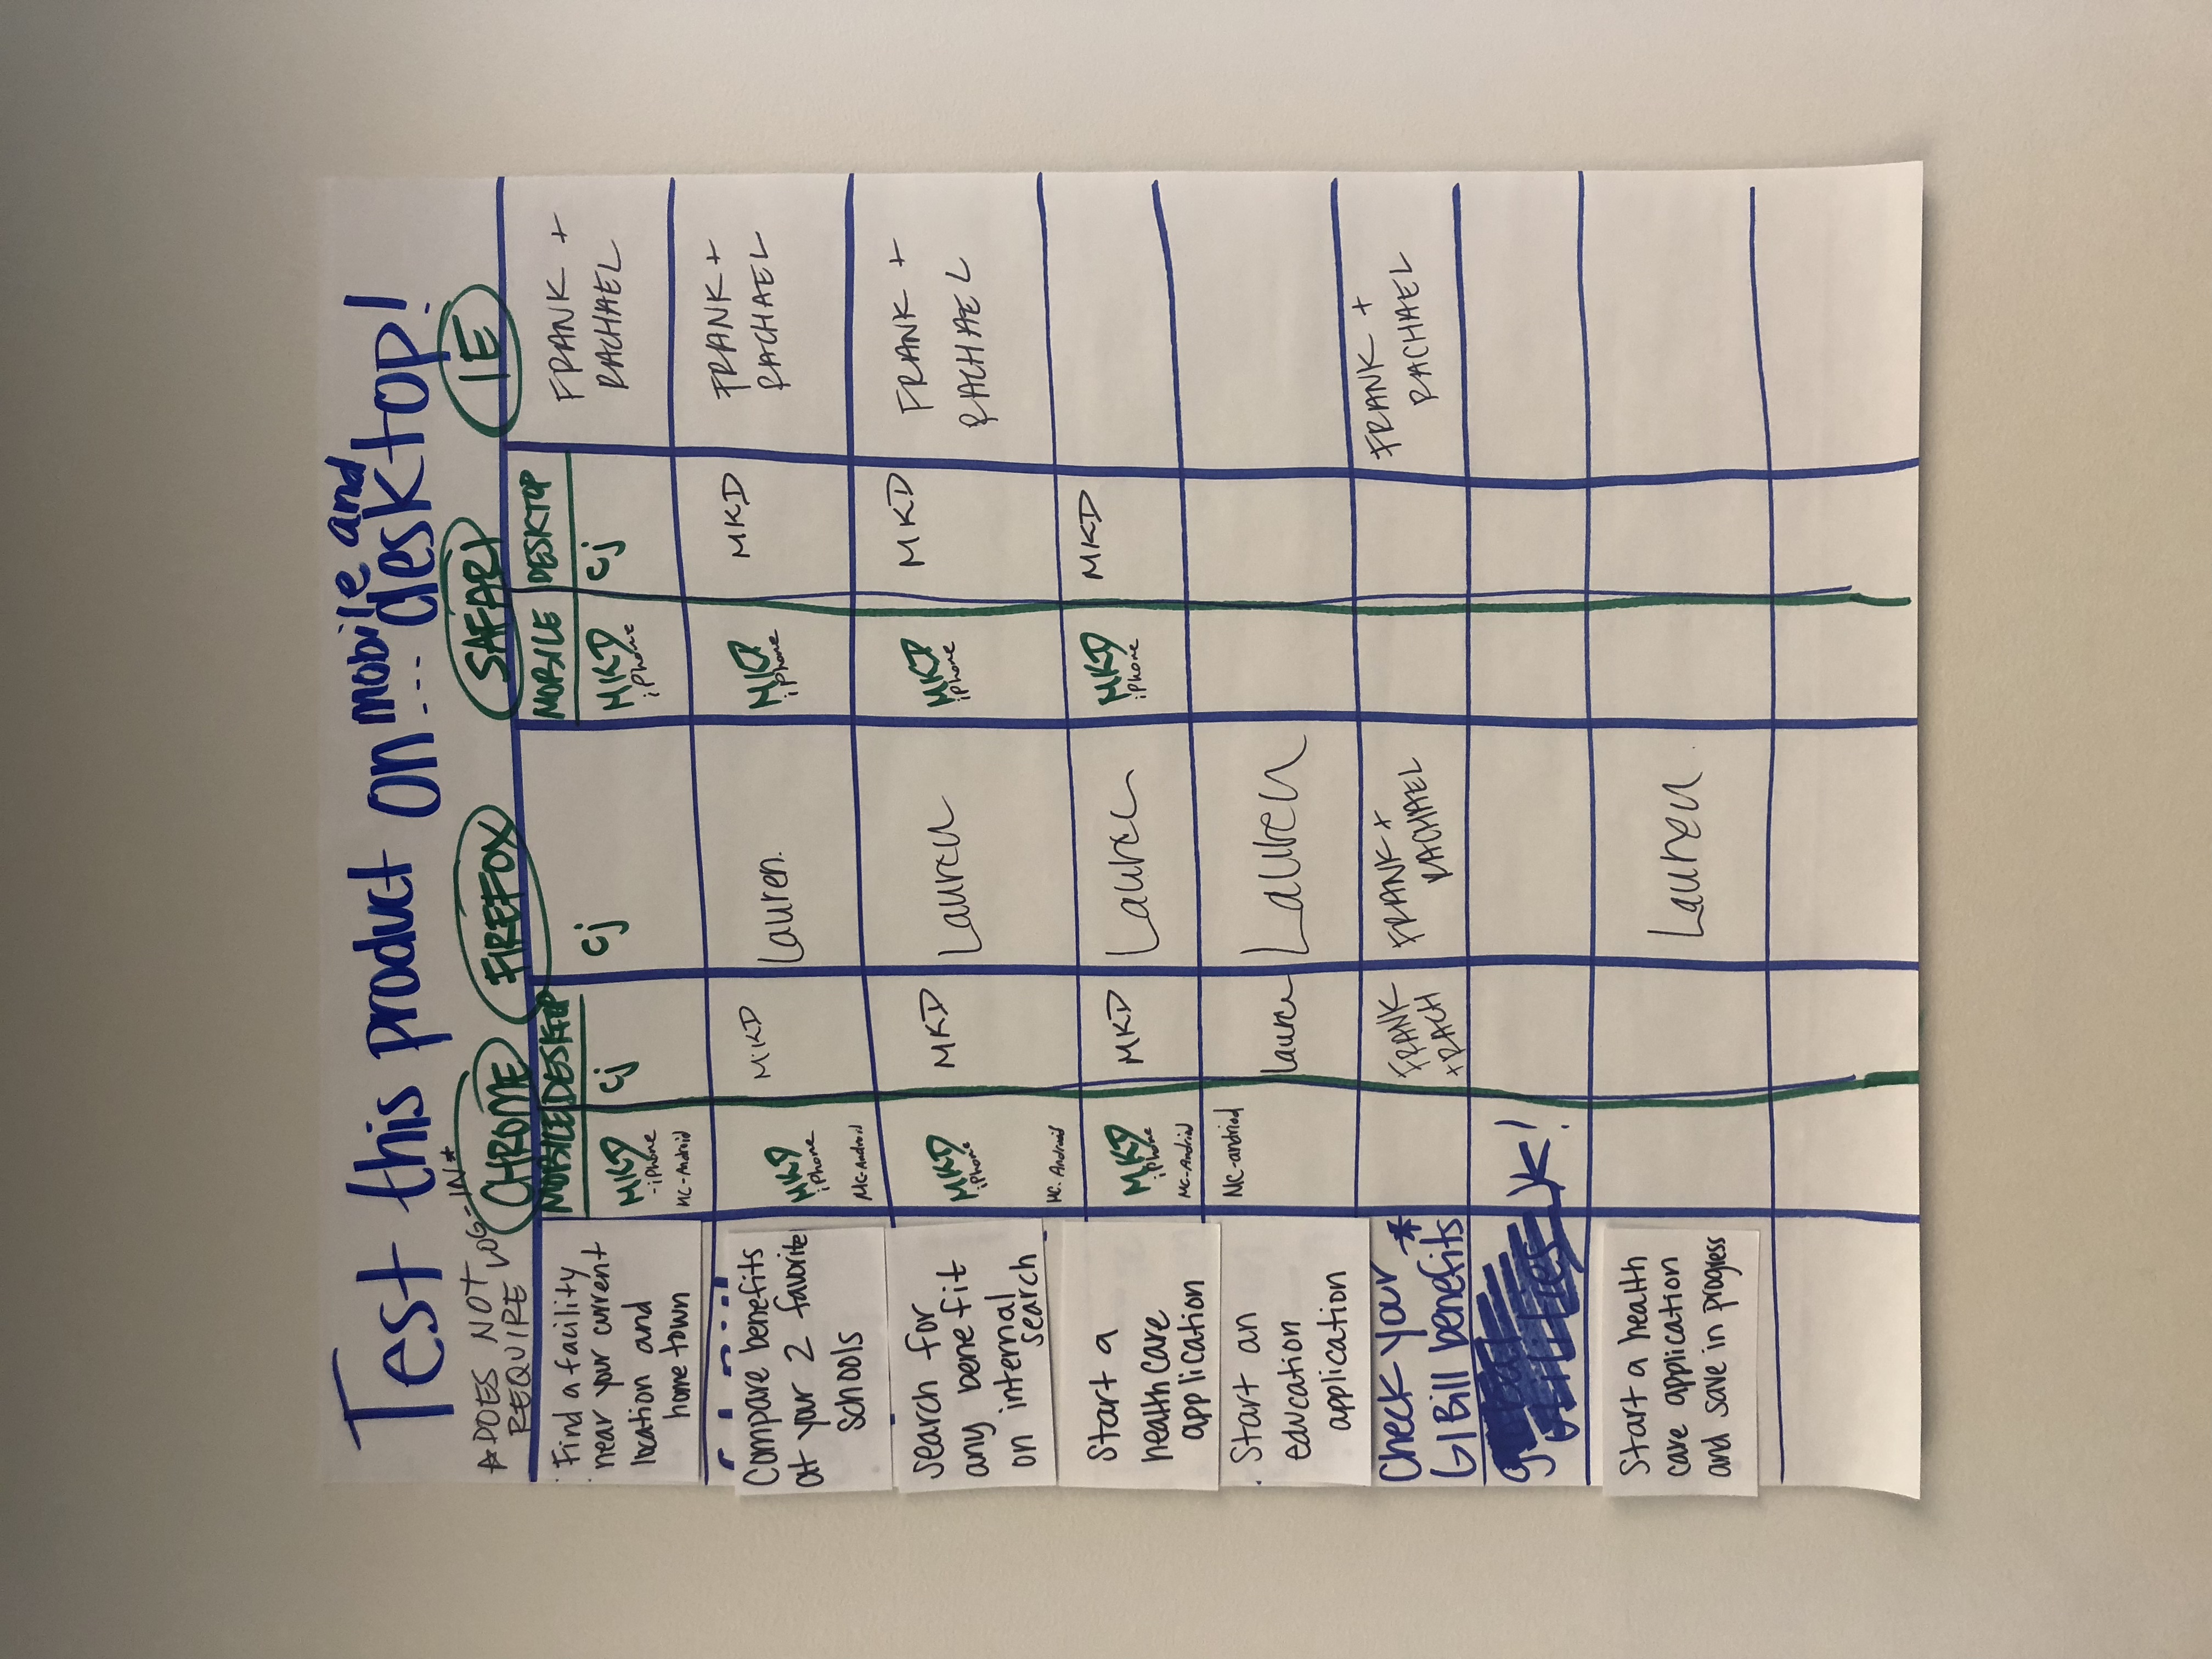 Test this product on mobile and
... desktop!
*DOES NOT LOG-IN*
REQUIRE
CHROME FIREFOX SAFARI IE
MOBILE DESKTOP MOBILE DESKTOP
Find a facility
near your current
location and
home town
MKD
-iPhone
MC-Android
cj
cj
MKD
iPhone
cj
FRANK +
RACHAEL
Compare benefits
at your 2 favorite
schools
MKD
iPhone
MC-Android
MKD
Lauren.
MKD
iPhone
MKD
FRANK +
RACHAEL
Search for
any benefit
on internal
search
MKD
iPhone
MC. Android
MKD
Lauren
MKD
iPhone
MKD
FRANK +
RACHAEL
Start a
health care
application
MKD
iPhone
MC-Andriod
MKD
Lauren
MKD
iPhone
MKD
Start an
education
application
MC-andriod
Lauren
Lauren
Check your *
GI Bill benefits
FRANK
+RACH
FRANK +
RACHAEL
FRANK +
RACHAEL
global
utilities JK!
Start a health
care application
and save in progress
Lauren